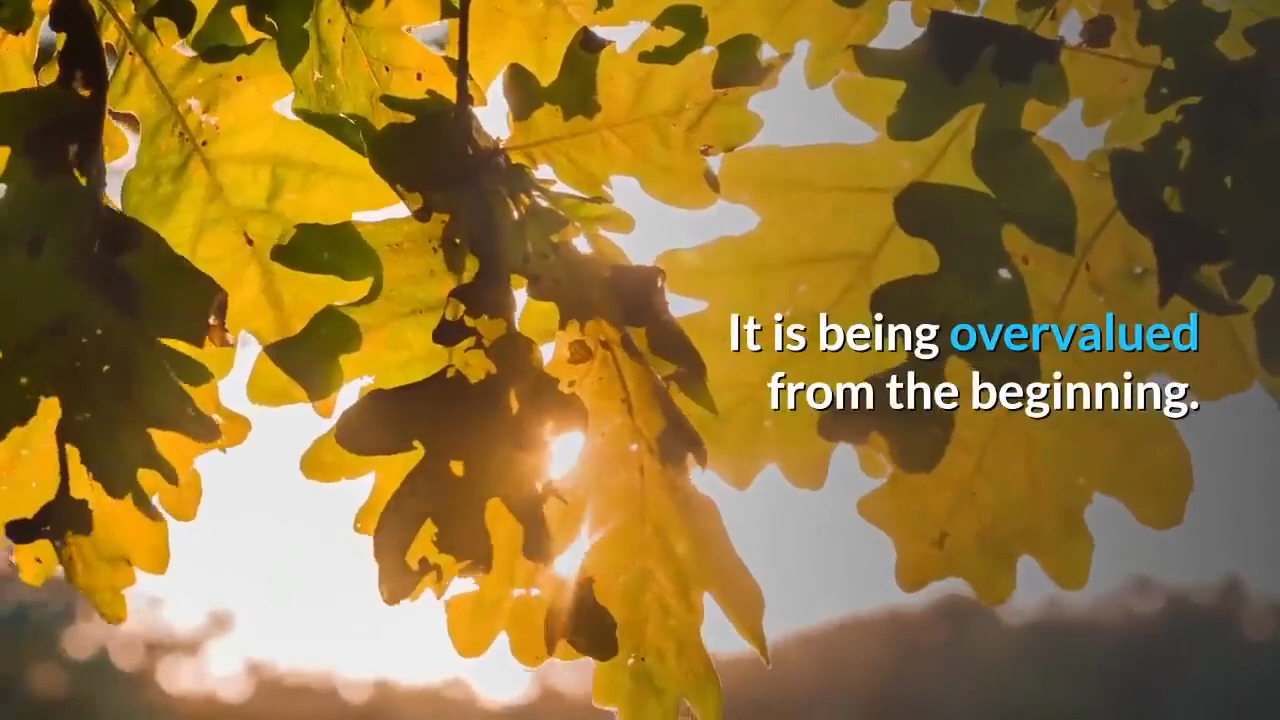 It is being overvalued
from the beginning.